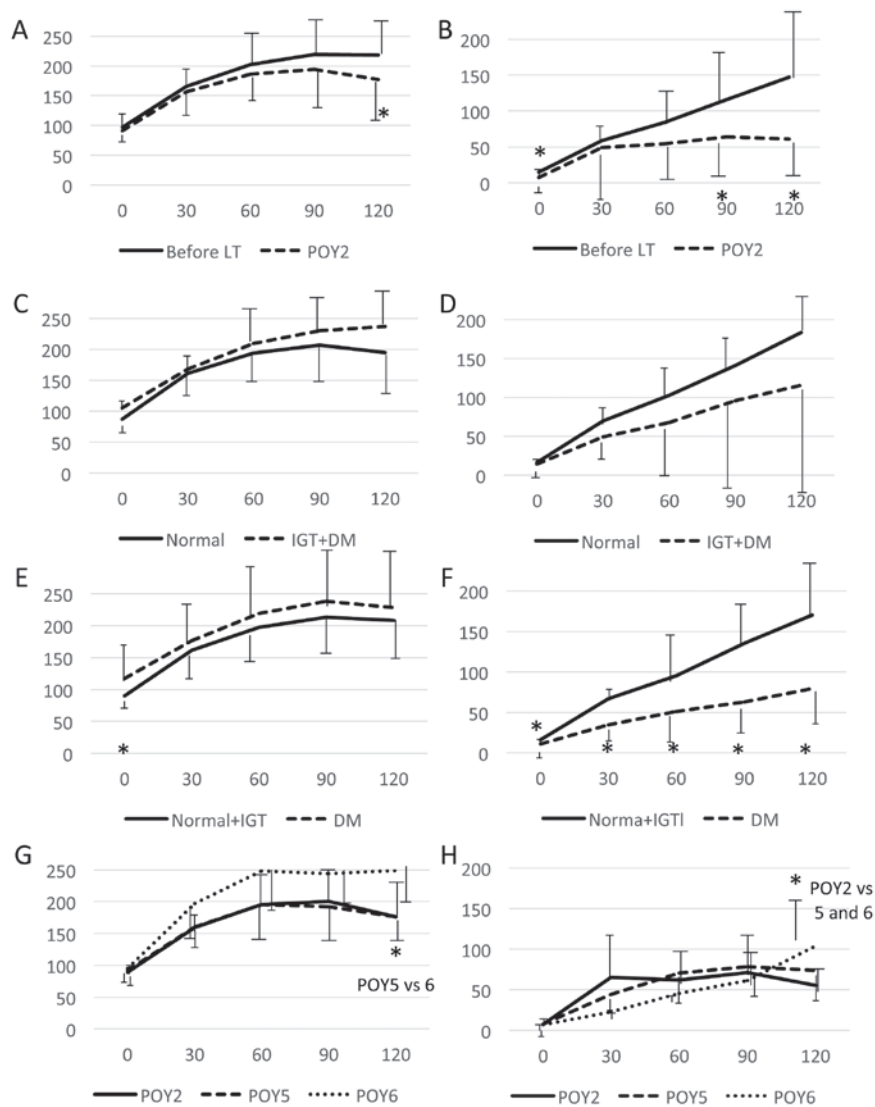 A
250
200
150
100
50
0
*
0 30 60 90 120
Before LT POY2
B
200
150
100
50
0
*
* *
0 30 60 90 120
Before LT POY2
C
250
200
150
100
50
0
0 30 60 90 120
Normal IGT+DM
D
200
150
100
50
0
0 30 60 90 120
Normal IGT+DM
E
250
200
150
100
50
0
*
0 30 60 90 120
Normal+IGT DM
F
200
150
100
50
0
*
* * * *
0 30 60 90 120
Norma+IGTl DM
G
250
200
150
100
50
0
*
POY5 vs 6
0 30 60 90 120
POY2 POY5 POY6
H
200
150
100
50
0
*
POY2 vs
5 and 6
0 30 60 90 120
POY2 POY5 POY6